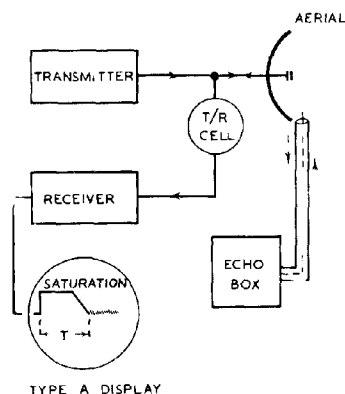 AERIAL
TRANSMITTER
T/R
CELL
RECEIVER
ECHO
BOX
SATURATION
T
TYPE A DISPLAY